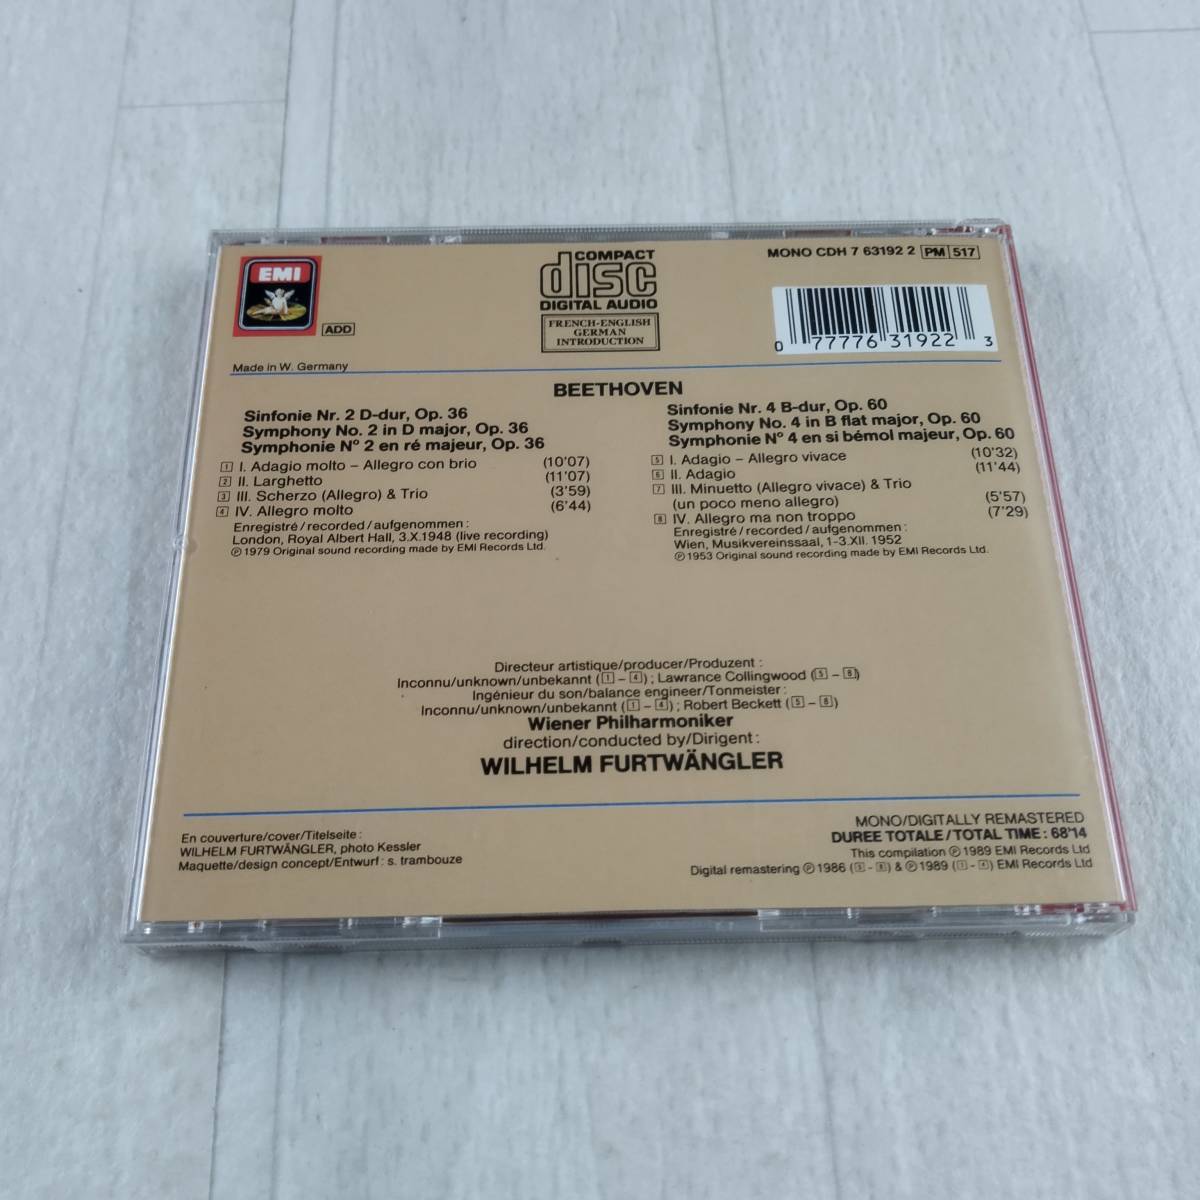 EMI
ADD
COMPACT
disc
DIGITAL AUDIO
FRENCH-ENGLISH
GERMAN
INTRODUCTION
MONO CDH 7 63192 2 PM 517
0 77776 31922 3
Made in W. Germany
BEETHOVEN
Sinfonie Nr. 2 D-dur, Op. 36
Symphony No. 2 in D major, Op. 36
Symphonie N° 2 en ré majeur, Op. 36
1 I. Adagio molto – Allegro con brio (10'07)
2 II. Larghetto (11'07)
3 III. Scherzo (Allegro) & Trio (3'59)
4 IV. Allegro molto (6'44)
Enregistré / recorded / aufgenommen :
London, Royal Albert Hall, 3.X.1948 (live recording)
℗ 1979 Original sound recording made by EMI Records Ltd.
Sinfonie Nr. 4 B-dur, Op. 60
Symphony No. 4 in B flat major, Op. 60
Symphonie N° 4 en si bémol majeur, Op. 60
5 I. Adagio – Allegro vivace (10'32)
6 II. Adagio (11'44)
7 III. Minuetto (Allegro vivace) & Trio
(un poco meno allegro) (5'57)
8 IV. Allegro ma non troppo (7'29)
Enregistré / recorded / aufgenommen :
Wien, Musikvereinssaal, 1-3.XII. 1952
℗ 1953 Original sound recording made by EMI Records Ltd.
Directeur artistique/producer/Produzent :
Inconnu/unknown/unbekannt (1 – 4) ; Lawrance Collingwood (5 – 8)
Ingénieur du son/balance engineer/Tonmeister :
Inconnu/unknown/unbekannt (1 – 4) ; Robert Beckett (5 – 8)
Wiener Philharmoniker
direction/conducted by/Dirigent :
WILHELM FURTWÄNGLER
En couverture/cover/Titelseite :
WILHELM FURTWÄNGLER, photo Kessler
Maquette/design concept/Entwurf : s. trambouze
MONO/DIGITALLY REMASTERED
DUREE TOTALE / TOTAL TIME : 68'14
This compilation ℗ 1989 EMI Records Ltd
Digital remastering ℗ 1986 (5 - 8) & ℗ 1989 (1 - 4) EMI Records Ltd